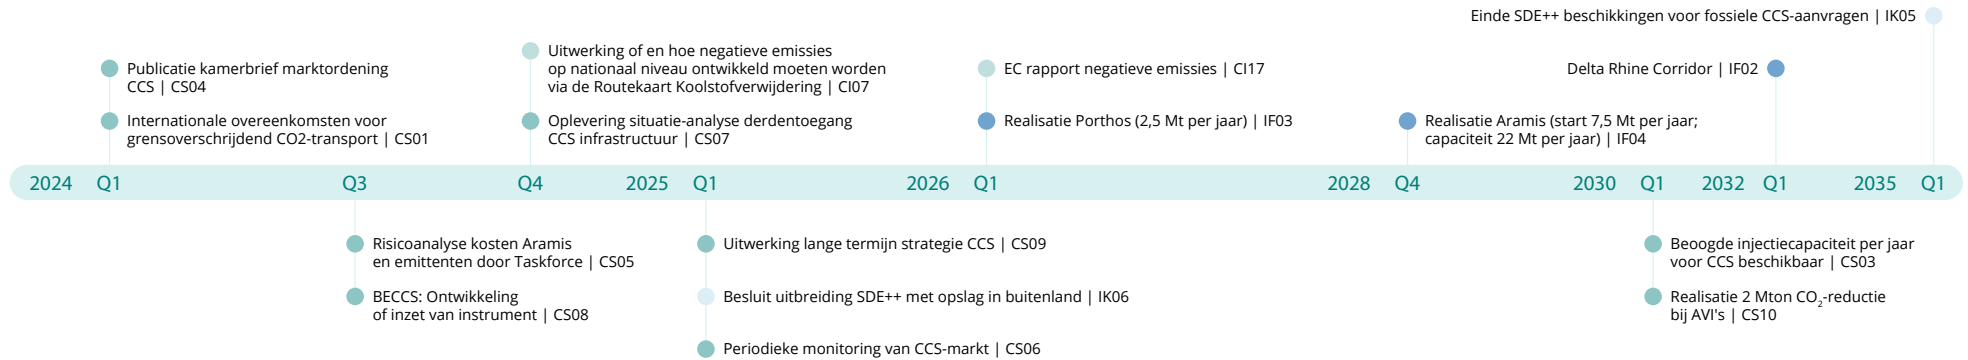 Einde SDE++ beschikkingen voor fossiele CCS-aanvragen | IK05
Publicatie kamerbrief marktordening
CCS | CS04
Internationale overeenkomsten voor
grensoverschrijdend CO2-transport | CS01
Uitwerking of en hoe negatieve emissies
op nationaal niveau ontwikkeld moeten worden
via de Routekaart Koolstofverwijdering | CI07
Oplevering situatie-analyse derdentoegang
CCS infrastructuur | CS07
EC rapport negatieve emissies | CI17
Realisatie Porthos (2,5 Mt per jaar) | IF03
Delta Rhine Corridor | IF02
Realisatie Aramis (start 7,5 Mt per jaar;
capaciteit 22 Mt per jaar) | IF04
2024 Q1 Q3 Q4 2025 Q1 2026 Q1 2028 Q4 2030 Q1 2032 Q1 2035 Q1
Risicoanalyse kosten Aramis
en emittenten door Taskforce | CS05
BECCS: Ontwikkeling
of inzet van instrument | CS08
Uitwerking lange termijn strategie CCS | CS09
Besluit uitbreiding SDE++ met opslag in buitenland | IK06
Periodieke monitoring van CCS-markt | CS06
Beoogde injectiecapaciteit per jaar
voor CCS beschikbaar | CS03
Realisatie 2 Mton CO₂-reductie
bij AVI's | CS10